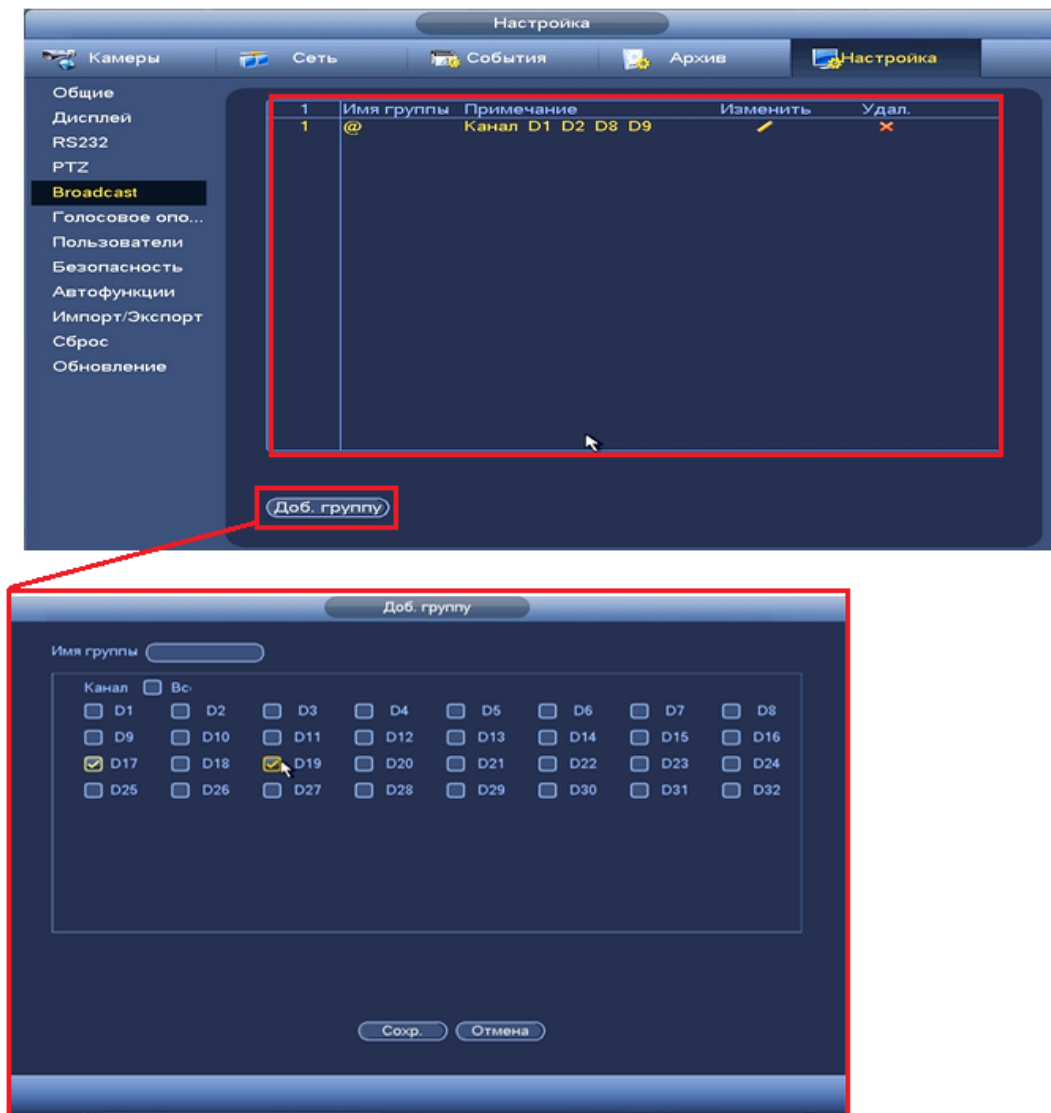 Настройка
Камеры Сеть События Архив Настройка
Общие
Дисплей
RS232
PTZ
Broadcast
Голосовое опо...
Пользователи
Безопасность
Автофункции
Импорт/Экспорт
Сброс
Обновление
1 Имя группы Примечание Изменить Удал.
1 @ Канал D1 D2 D8 D9
Доб. группу
Доб. группу
Имя группы
Канал Вс
D1 D2 D3 D4 D5 D6 D7 D8
D9 D10 D11 D12 D13 D14 D15 D16
D17 D18 D19 D20 D21 D22 D23 D24
D25 D26 D27 D28 D29 D30 D31 D32
Сохр. Отмена